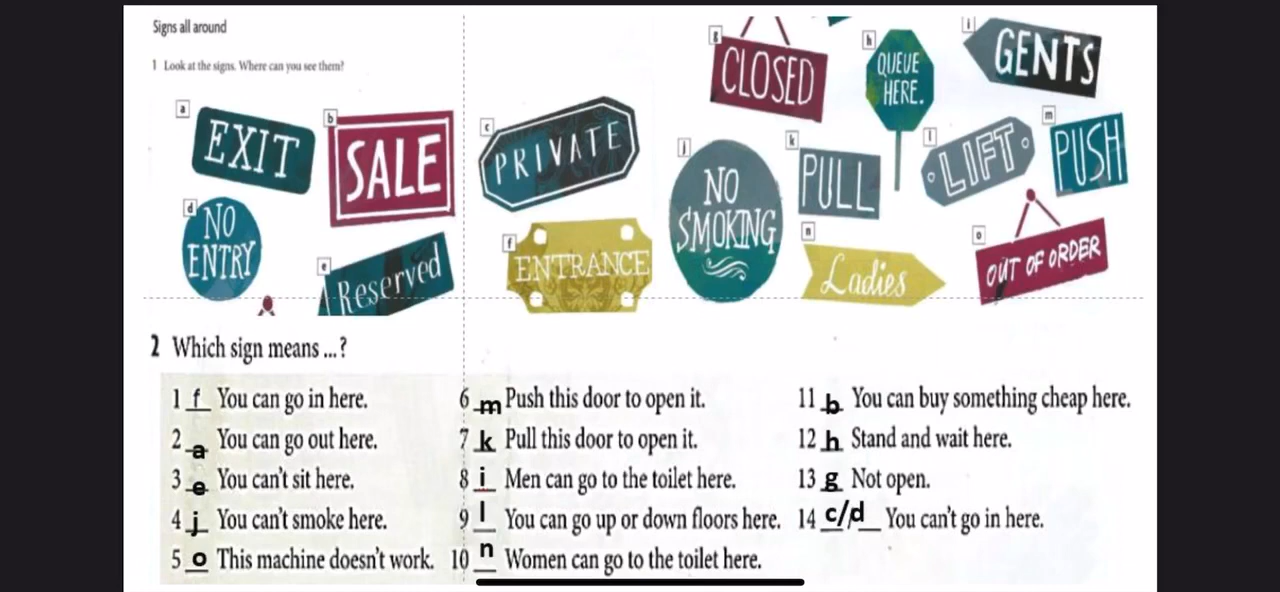 Signs all around
1 Look at the signs. Where can you see them?
a
EXIT
b
SALE
c
PRIVATE
d
NO
ENTRY
e
Reserved
f
ENTRANCE
g
CLOSED
h
QUEUE
HERE.
i
GENTS
j
NO
SMOKING
k
PULL
l
LIFT
m
PUSH
n
Ladies
o
OUT OF ORDER
2 Which sign means ...?
1 f You can go in here.
2 a You can go out here.
3 e You can't sit here.
4 j You can't smoke here.
5 o This machine doesn't work.
6 m Push this door to open it.
7 k Pull this door to open it.
8 i Men can go to the toilet here.
9 l You can go up or down floors here.
10 n Women can go to the toilet here.
11 b You can buy something cheap here.
12 h Stand and wait here.
13 g Not open.
14 c/d You can't go in here.